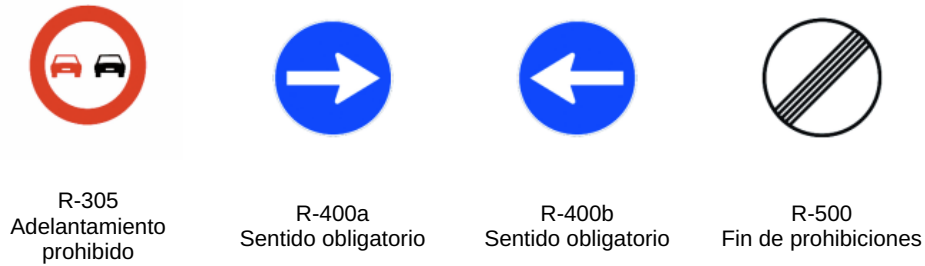 R-305
Adelantamiento
prohibido
R-400a
Sentido obligatorio
R-400b
Sentido obligatorio
R-500
Fin de prohibiciones